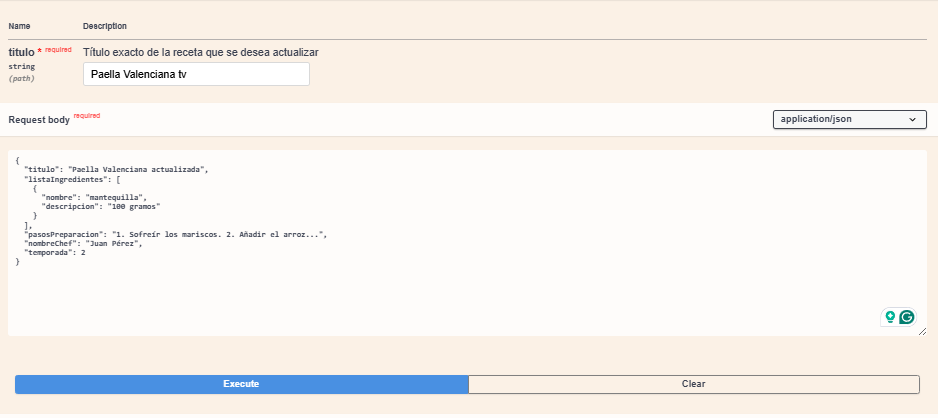 Name Description
titulo * required Título exacto de la receta que se desea actualizar
string
(path) Paella Valenciana tv
Request body required application/json
{
  "titulo": "Paella Valenciana actualizada",
  "listaIngredientes": [
    {
      "nombre": "mantequilla",
      "descripcion": "100 gramos"
    }
  ],
  "pasosPreparacion": "1. Sofreír los mariscos. 2. Añadir el arroz...",
  "nombreChef": "Juan Pérez",
  "temporada": 2
}
Execute Clear